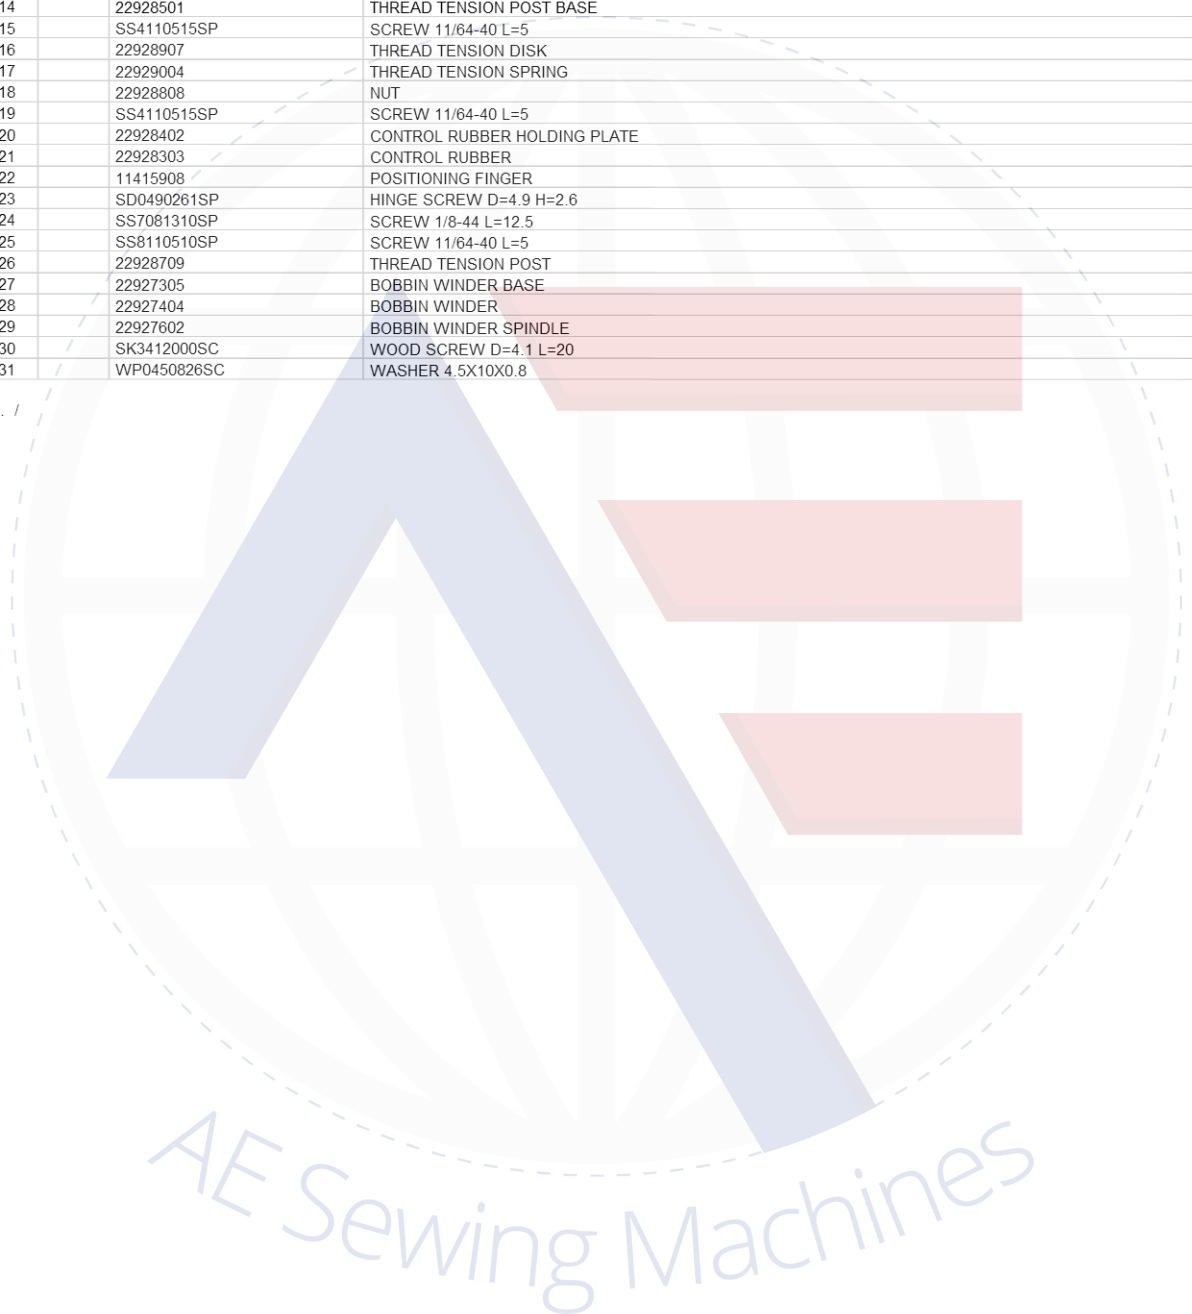 14 22928501 THREAD TENSION POST BASE
15 SS4110515SP SCREW 11/64-40 L=5
16 22928907 THREAD TENSION DISK
17 22929004 THREAD TENSION SPRING
18 22928808 NUT
19 SS4110515SP SCREW 11/64-40 L=5
20 22928402 CONTROL RUBBER HOLDING PLATE
21 22928303 CONTROL RUBBER
22 11415908 POSITIONING FINGER
23 SD0490261SP HINGE SCREW D=4.9 H=2.6
24 SS7081310SP SCREW 1/8-44 L=12.5
25 SS8110510SP SCREW 11/64-40 L=5
26 22928709 THREAD TENSION POST
27 22927305 BOBBIN WINDER BASE
28 22927404 BOBBIN WINDER
29 22927602 BOBBIN WINDER SPINDLE
30 SK3412000SC WOOD SCREW D=4.1 L=20
31 WP0450826SC WASHER 4.5X10X0.8
. /
AE Sewing Machines